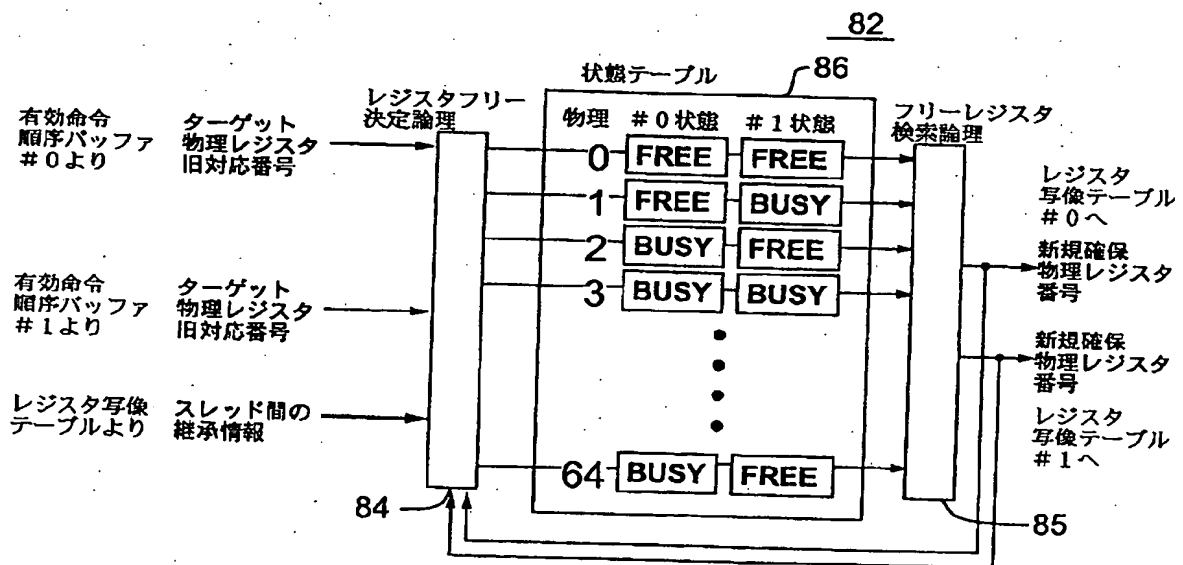 82
86
状態テーブル
レジスタフリー
決定論理
フリーレジスタ
検索論理
有効命令
順序バッファ
#0より
ターゲット
物理レジスタ
旧対応番号
物理 #0状態 #1状態
0 FREE FREE
1 FREE BUSY
2 BUSY FREE
3 BUSY BUSY
64 BUSY FREE
有効命令
順序バッファ
#1より
ターゲット
物理レジスタ
旧対応番号
レジスタ写像
テーブルより
スレッド間の
継承情報
レジスタ
写像テーブル
#0へ
新規確保
物理レジスタ
番号
新規確保
物理レジスタ
番号
レジスタ
写像テーブル
#1へ
84
85